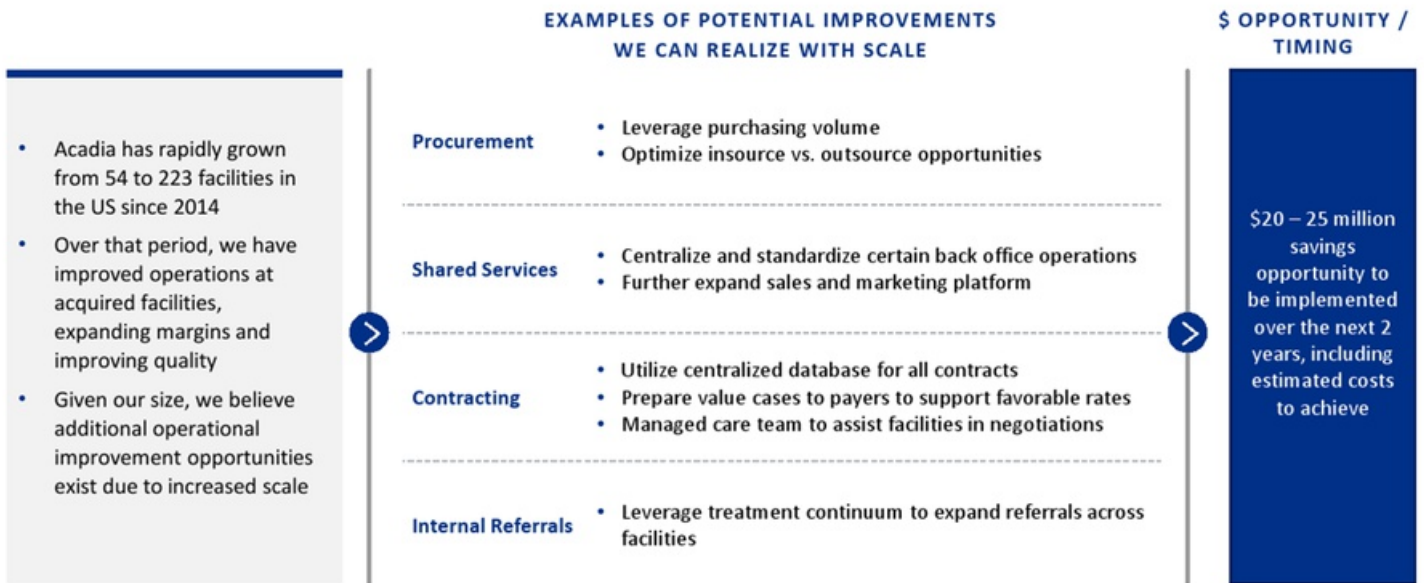 EXAMPLES OF POTENTIAL IMPROVEMENTS
WE CAN REALIZE WITH SCALE
$ OPPORTUNITY /
TIMING
• Acadia has rapidly grown
from 54 to 223 facilities in
the US since 2014
• Over that period, we have
improved operations at
acquired facilities,
expanding margins and
improving quality
• Given our size, we believe
additional operational
improvement opportunities
exist due to increased scale
Procurement
• Leverage purchasing volume
• Optimize insource vs. outsource opportunities
Shared Services
• Centralize and standardize certain back office operations
• Further expand sales and marketing platform
Contracting
• Utilize centralized database for all contracts
• Prepare value cases to payers to support favorable rates
• Managed care team to assist facilities in negotiations
Internal Referrals
• Leverage treatment continuum to expand referrals across
facilities
$20 – 25 million
savings
opportunity to
be implemented
over the next 2
years, including
estimated costs
to achieve